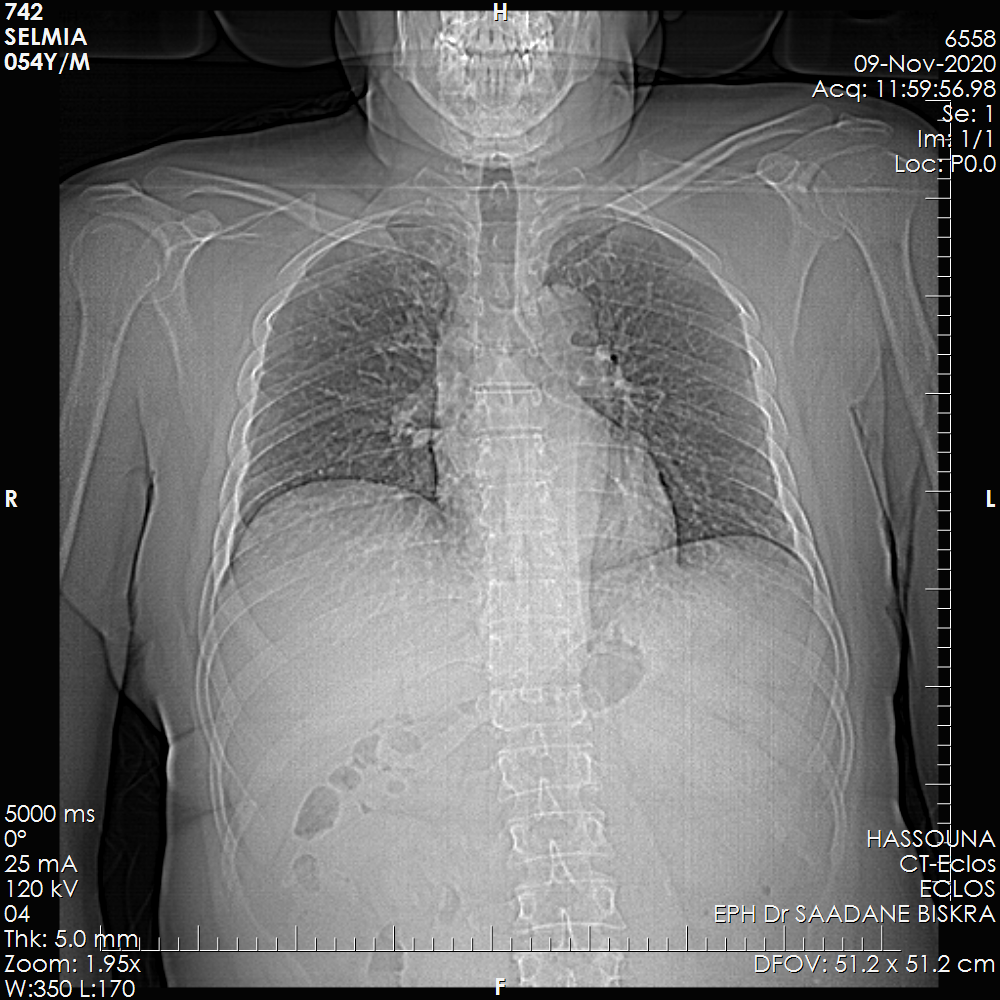 742
SELMIA
054Y/M
H
6558
09-Nov-2020
Acq: 11:59:56.98
Se: 1
Im: 1/1
Loc: P0.0
R
L
5000 ms
0°
25 mA
120 kV
04
Thk: 5.0 mm
Zoom: 1.95x
W:350 L:170
F
HASSOUNA
CT-Eclos
ECLOS
EPH Dr SAADANE BISKRA
DFOV: 51.2 x 51.2 cm